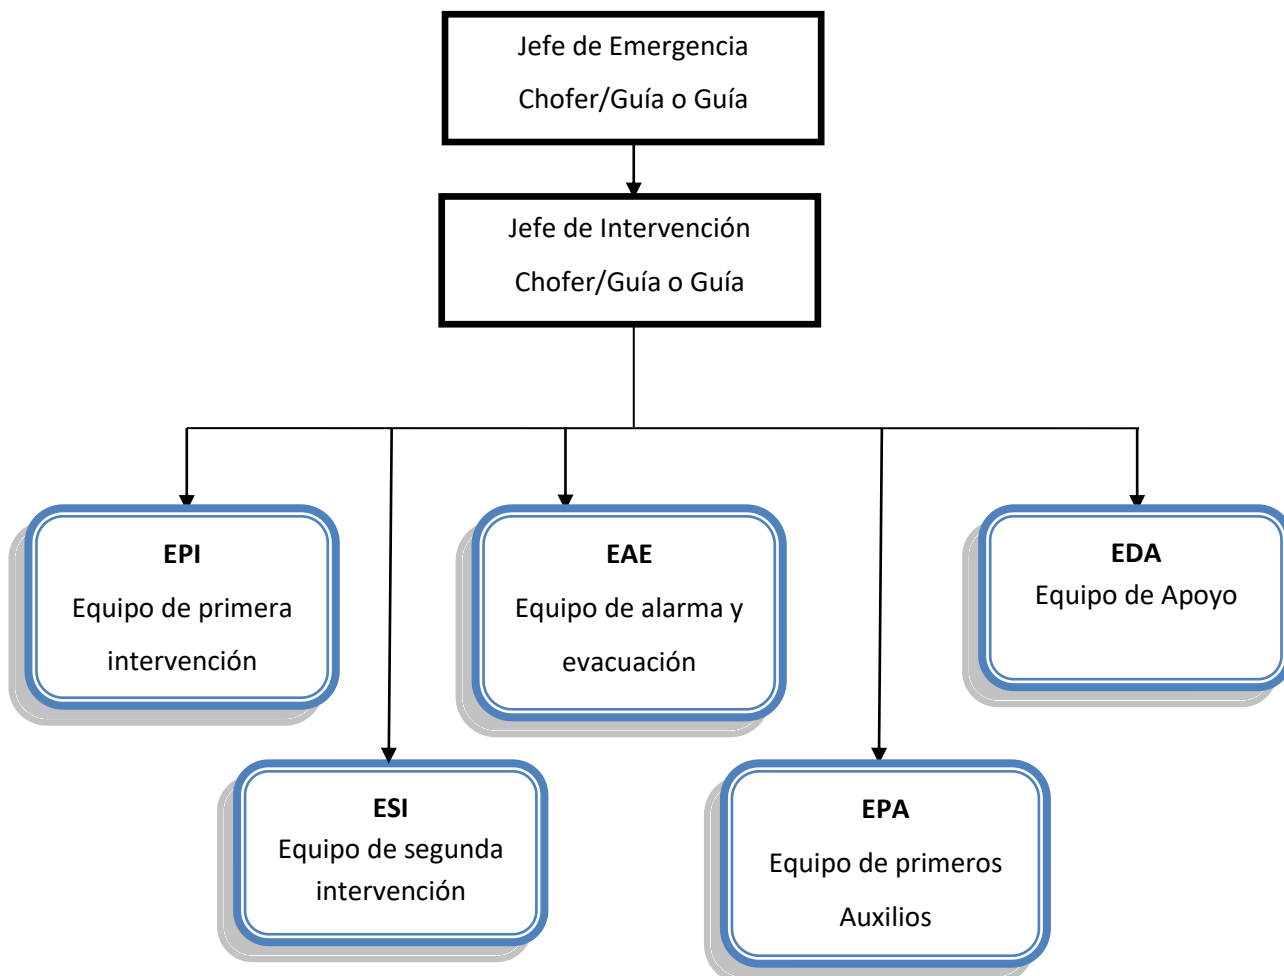 Jefe de Emergencia
Chofer/Guía o Guía
Jefe de Intervención
Chofer/Guía o Guía
EPI
Equipo de primera
intervención
EAE
Equipo de alarma y
evacuación
EDA
Equipo de Apoyo
ESI
Equipo de segunda
intervención
EPA
Equipo de primeros
Auxilios